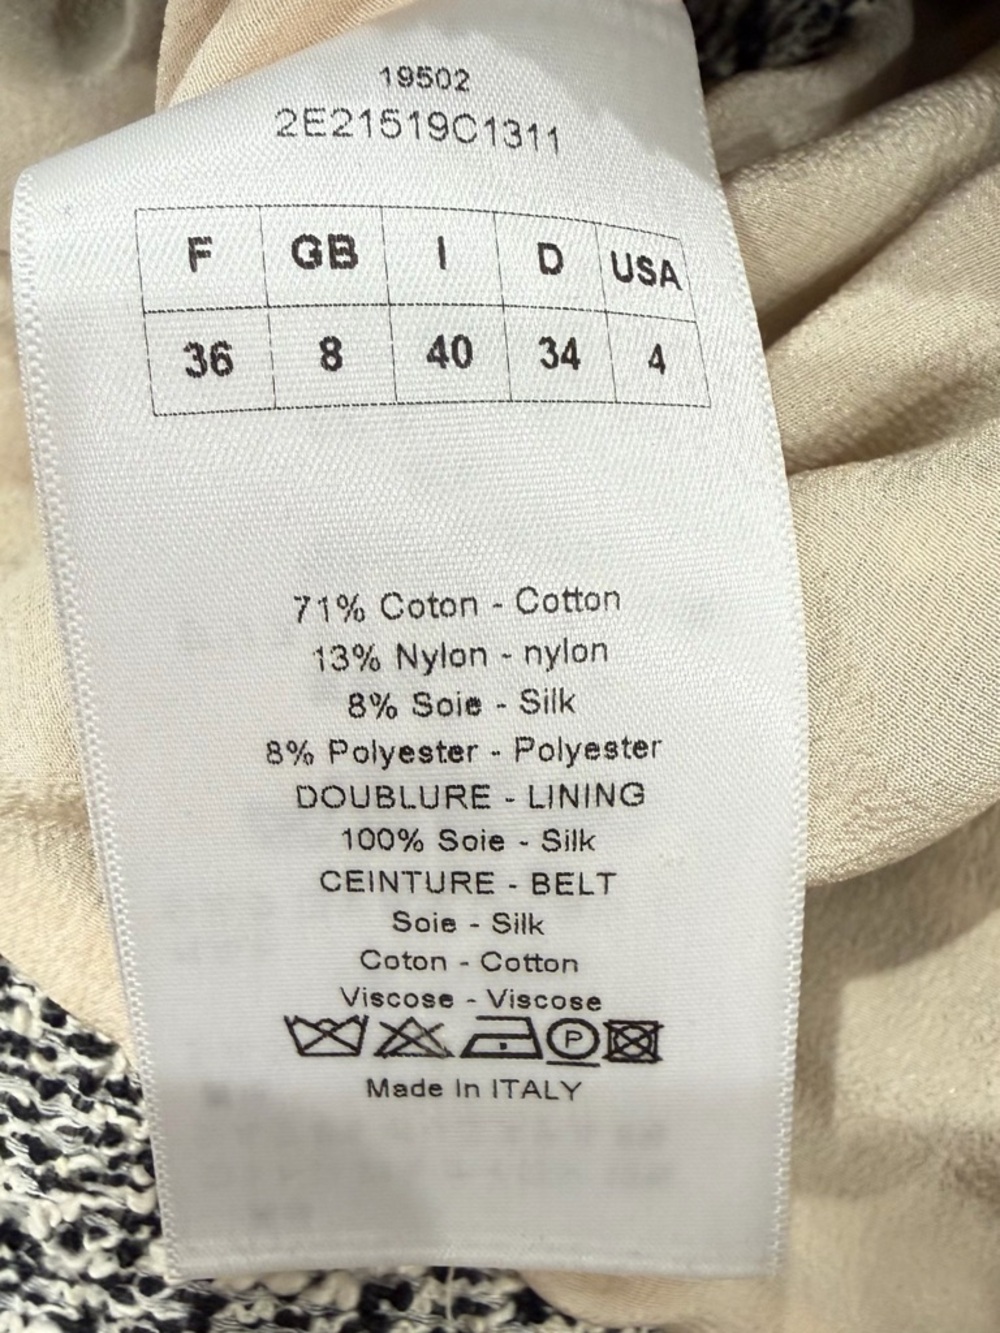 19502
2E21519C1311
F GB I D USA
36 8 40 34 4
71% Coton - Cotton
13% Nylon - nylon
8% Soie - Silk
8% Polyester - Polyester
DOUBLURE - LINING
100% Soie - Silk
CEINTURE - BELT
Soie - Silk
Coton - Cotton
Viscose - Viscose
P
Made In ITALY